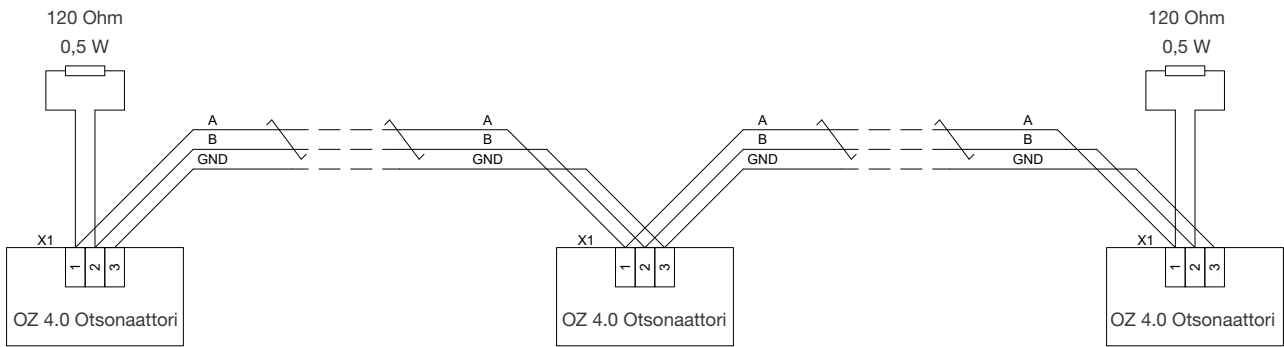 120 Ohm
0,5 W
120 Ohm
0,5 W
A
A
A
A
B
B
B
B
GND
GND
GND
GND
X1
X1
X1
1
2
3
1
2
3
1
2
3
OZ 4.0 Otsonaattori
OZ 4.0 Otsonaattori
OZ 4.0 Otsonaattori